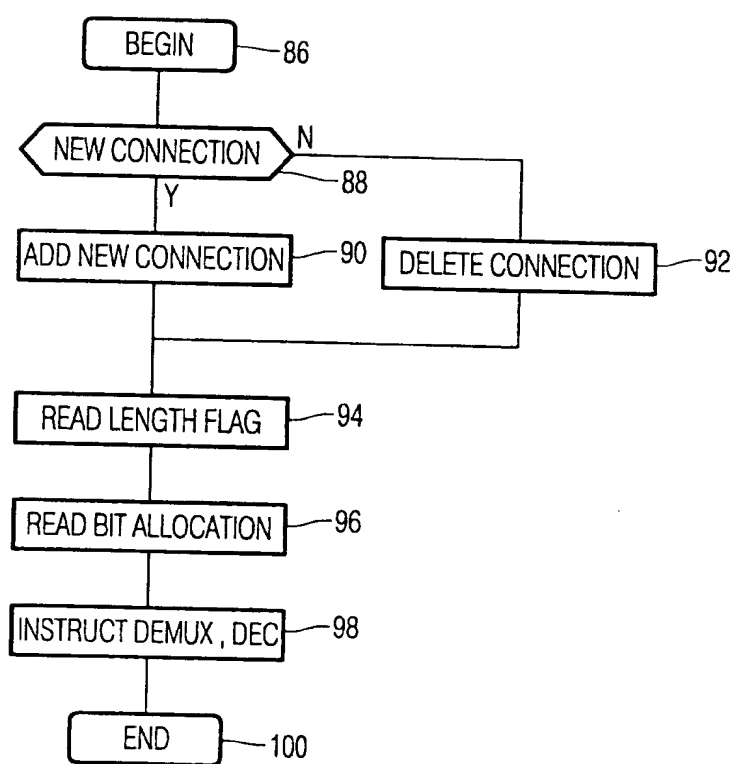 BEGIN
86
NEW CONNECTION
N
88
Y
ADD NEW CONNECTION
90
DELETE CONNECTION
92
READ LENGTH FLAG
94
READ BIT ALLOCATION
96
INSTRUCT DEMUX , DEC
98
END
100